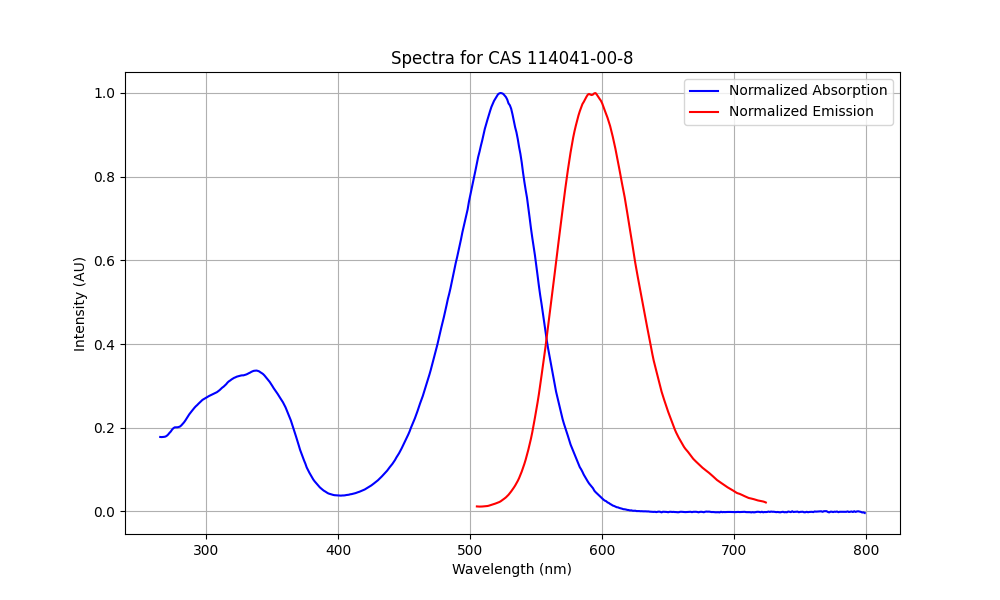 Spectra for CAS 114041-00-8
Normalized Absorption
Normalized Emission
1.0
0.8
0.6
0.4
0.2
0.0
Intensity (AU)
300 400 500 600 700 800
Wavelength (nm)